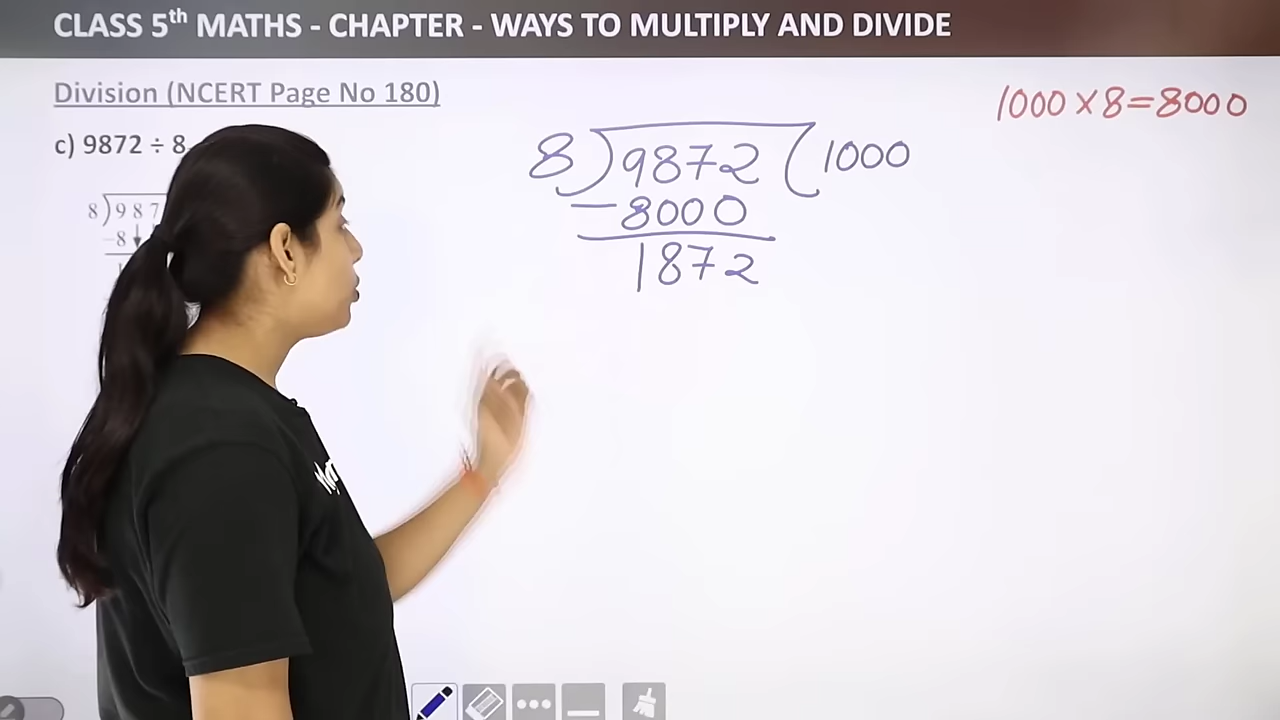 CLASS 5th MATHS - CHAPTER - WAYS TO MULTIPLY AND DIVIDE
Division (NCERT Page No 180)
1000 × 8 = 8000
c) 9872 ÷ 8
8)9872(1000
-8000
1872
8)987
-8